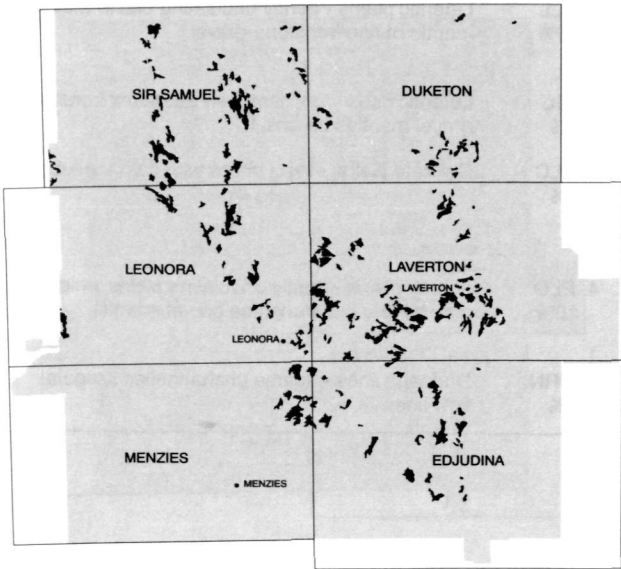 SIR SAMUEL
DUKETON
LEONORA
LAVERTON
LAVERTON
LEONORA
MENZIES
EDJUDINA
MENZIES